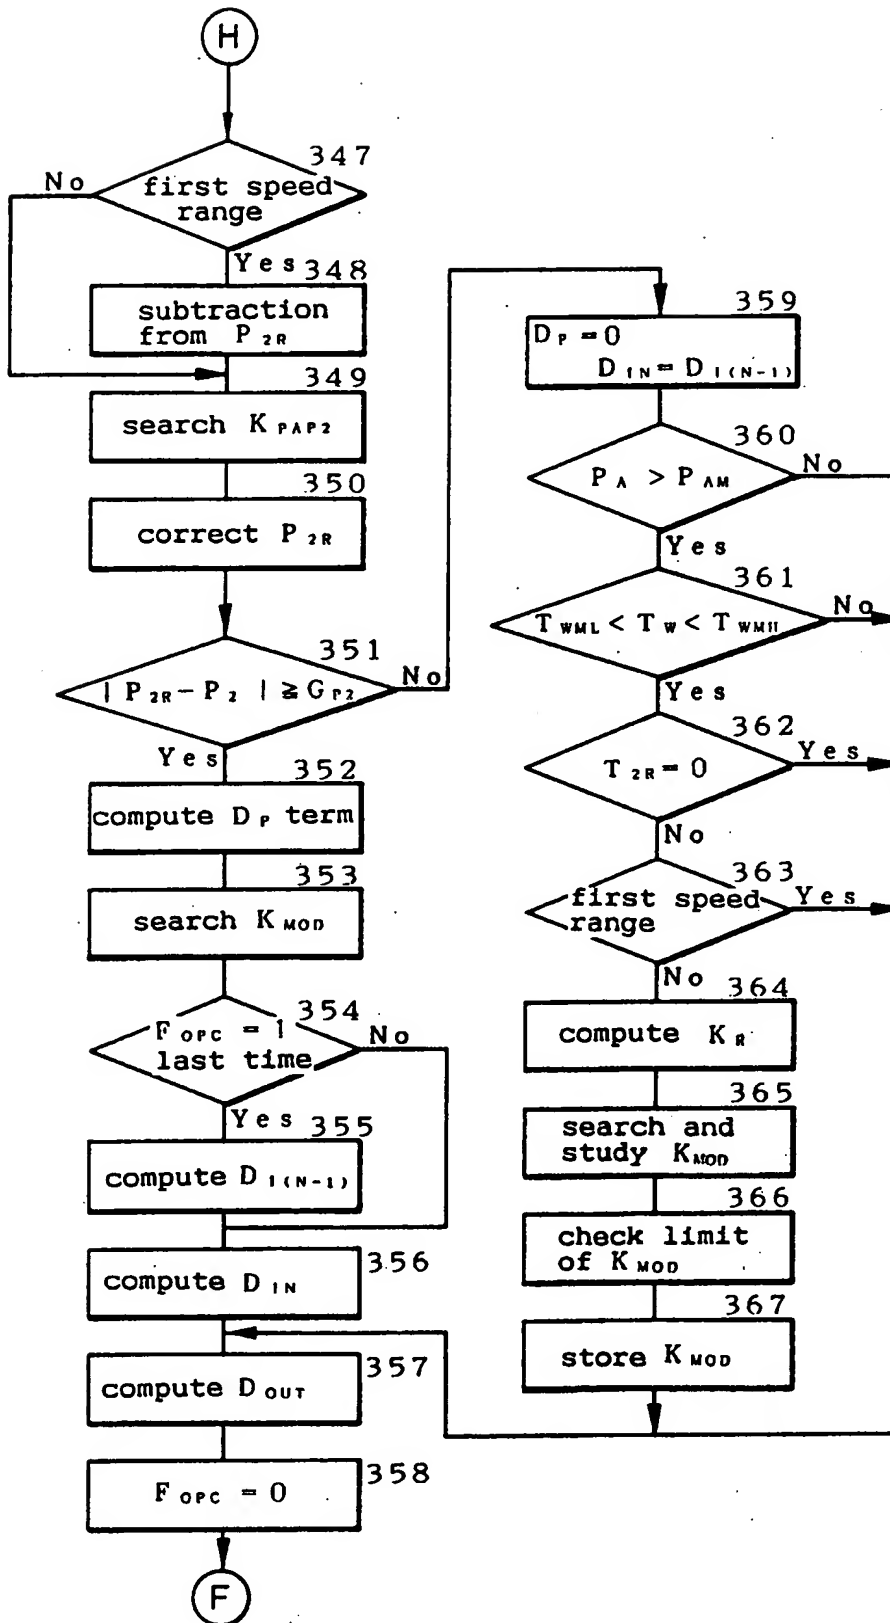 H
347
No
first speed
range
Yes
348
subtraction
from P2R
349
search KPAP2
350
correct P2R
351
| P2R − P2 | ≧ GP2
No
Yes
352
compute DP term
353
search KMOD
354
FOPC = 1
last time
No
Yes
355
compute DI(N-1)
compute DIN
356
compute DOUT
357
FOPC = 0
358
F
359
DP = 0
DIN = DI(N-1)
360
PA > PAM
No
Yes
361
TWML < TW < TWMH
No
Yes
362
T2R = 0
Yes
No
363
first speed
range
Yes
No
364
compute KR
365
search and
study KMOD
366
check limit
of KMOD
367
store KMOD